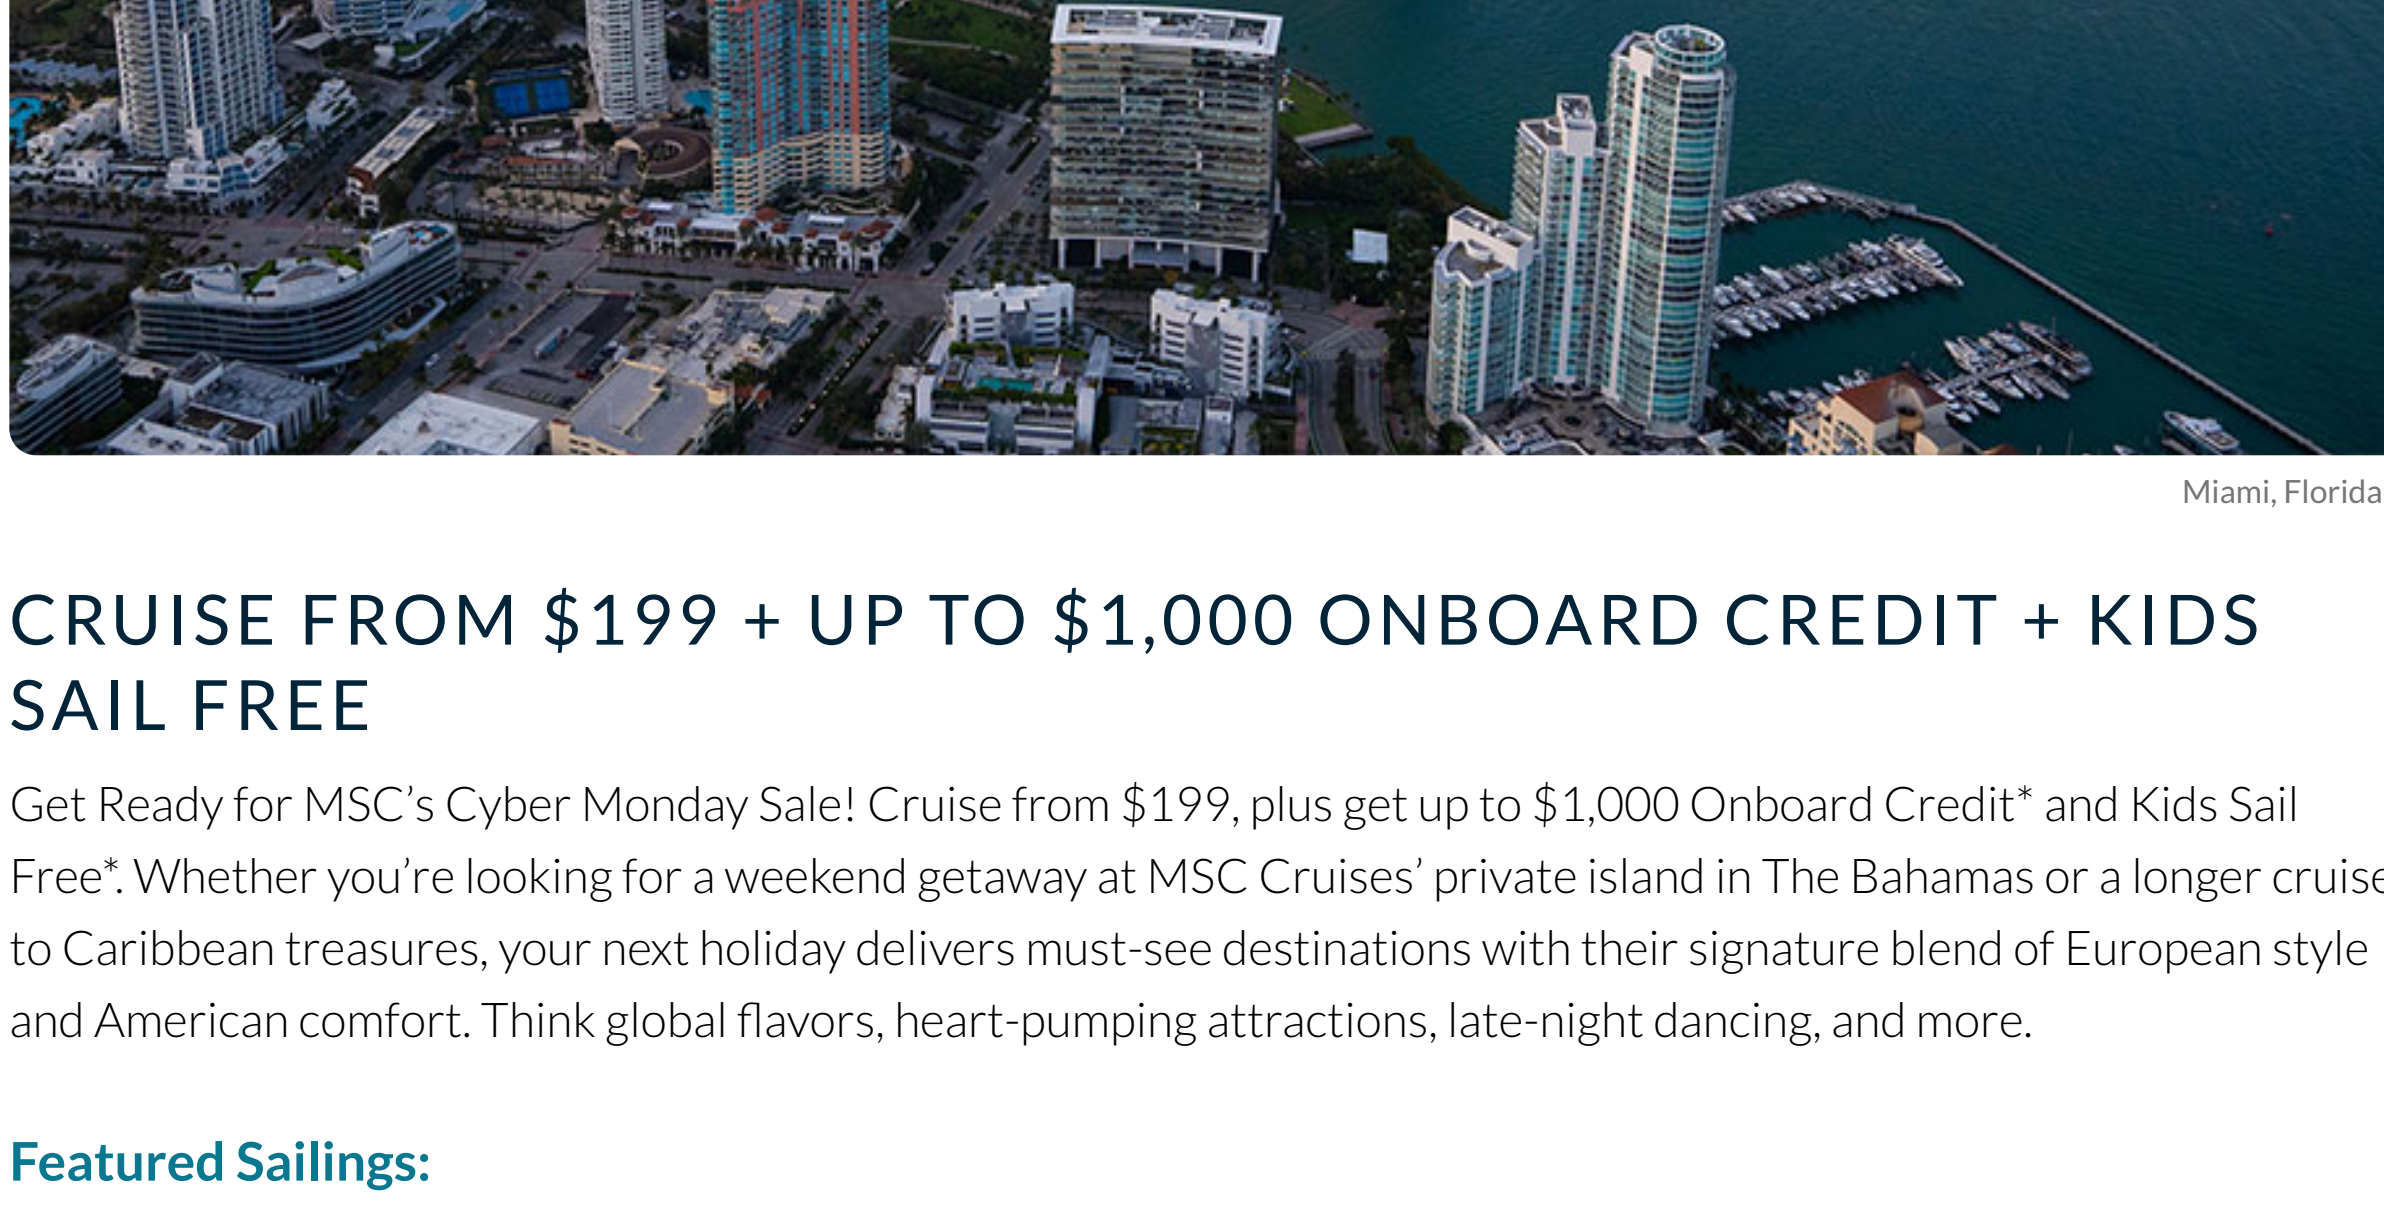 Miami, Florida
CRUISE FROM $199 + UP TO $1,000 ONBOARD CREDIT + KIDS
SAIL FREE
Get Ready for MSC’s Cyber Monday Sale! Cruise from $199, plus get up to $1,000 Onboard Credit* and Kids Sail
Free*. Whether you’re looking for a weekend getaway at MSC Cruises’ private island in The Bahamas or a longer cruise
to Caribbean treasures, your next holiday delivers must-see destinations with their signature blend of European style
and American comfort. Think global flavors, heart-pumping attractions, late-night dancing, and more.
Featured Sailings: